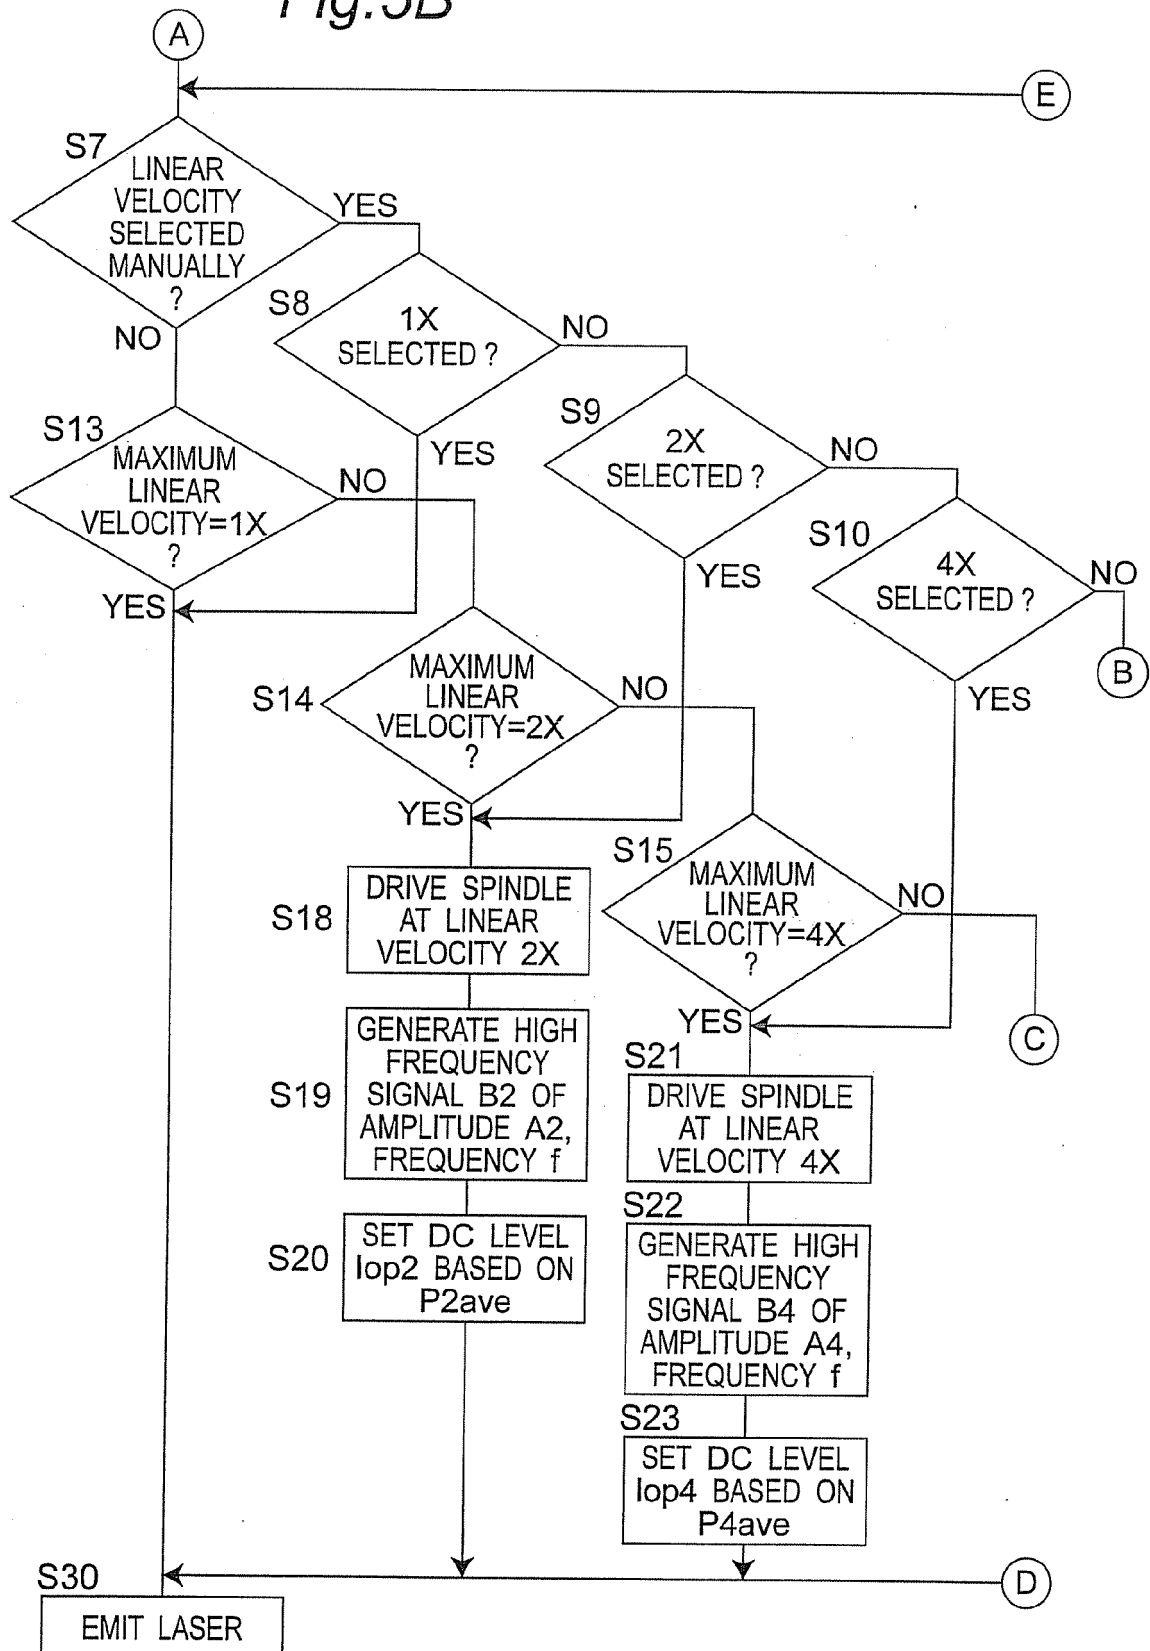 Fig.5B
A
E
S7
LINEAR
VELOCITY
SELECTED
MANUALLY
?
YES
NO
S8
1X
SELECTED ?
NO
YES
S9
2X
SELECTED ?
NO
YES
S10
4X
SELECTED ?
NO
YES
B
S13
MAXIMUM
LINEAR
VELOCITY=1X
?
NO
YES
S14
MAXIMUM
LINEAR
VELOCITY=2X
?
NO
YES
S15
MAXIMUM
LINEAR
VELOCITY=4X
?
NO
YES
C
S18
DRIVE SPINDLE
AT LINEAR
VELOCITY 2X
S19
GENERATE HIGH
FREQUENCY
SIGNAL B2 OF
AMPLITUDE A2,
FREQUENCY f
S20
SET DC LEVEL
Iop2 BASED ON
P2ave
S21
DRIVE SPINDLE
AT LINEAR
VELOCITY 4X
S22
GENERATE HIGH
FREQUENCY
SIGNAL B4 OF
AMPLITUDE A4,
FREQUENCY f
S23
SET DC LEVEL
Iop4 BASED ON
P4ave
D
S30
EMIT LASER